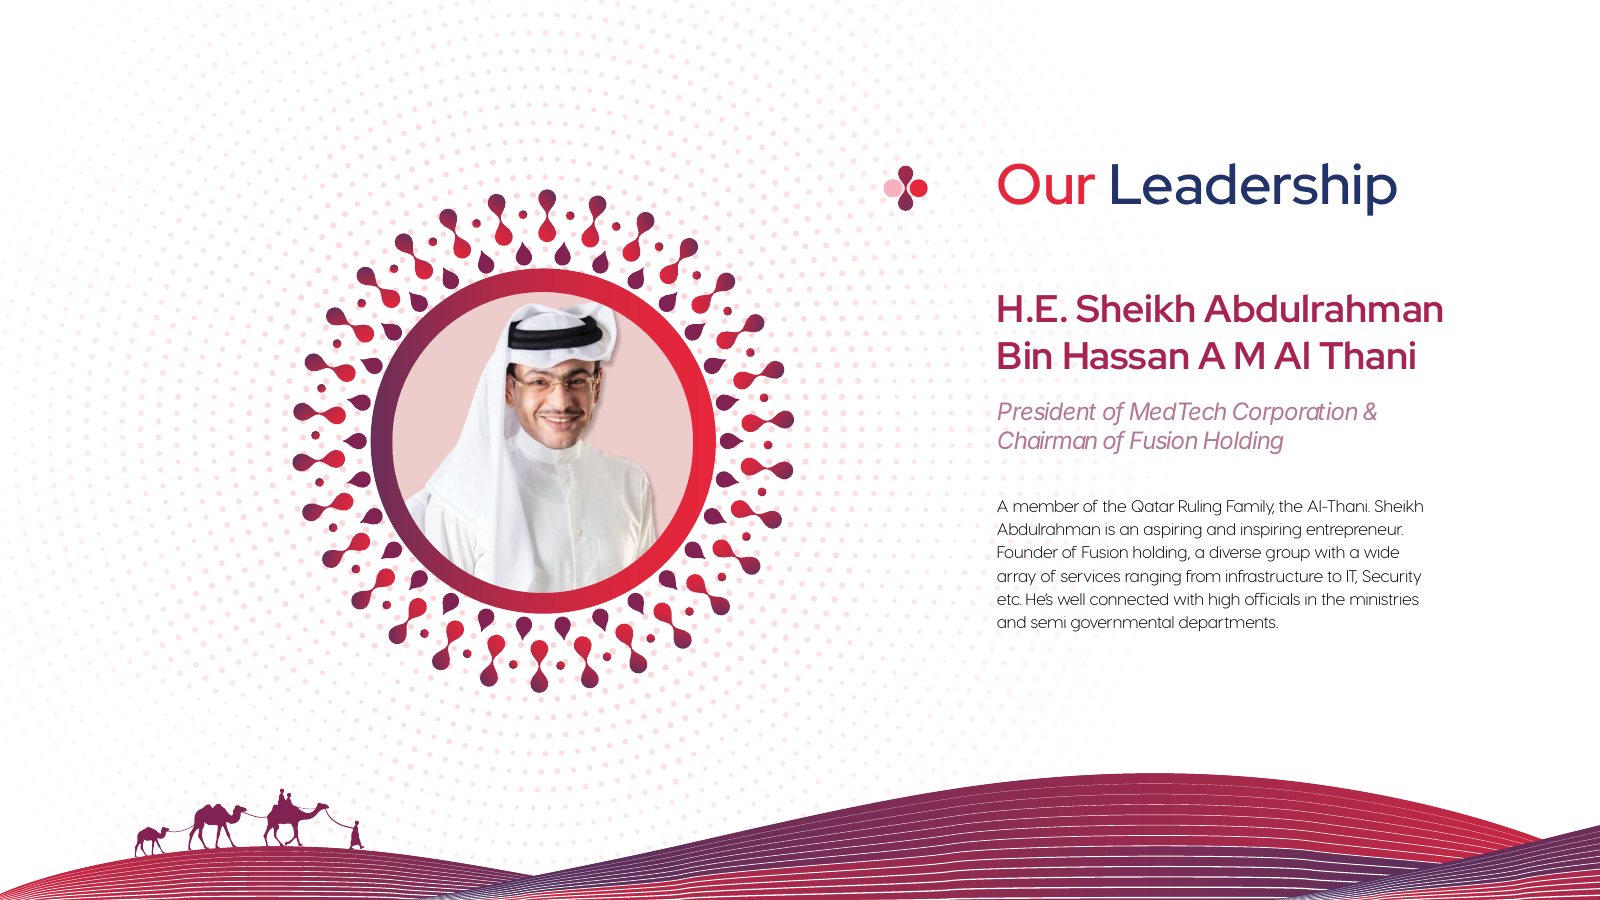 Our Leadership
H.E. Sheikh Abdulrahman
Bin Hassan A M Al Thani
President of MedTech Corporation &
Chairman of Fusion Holding
A member of the Qatar Ruling Family, the Al-Thani. Sheikh
Abdulrahman is an aspiring and inspiring entrepreneur.
Founder of Fusion holding, a diverse group with a wide
array of services ranging from infrastructure to IT, Security
etc. He's well connected with high officials in the ministries
and semi governmental departments.